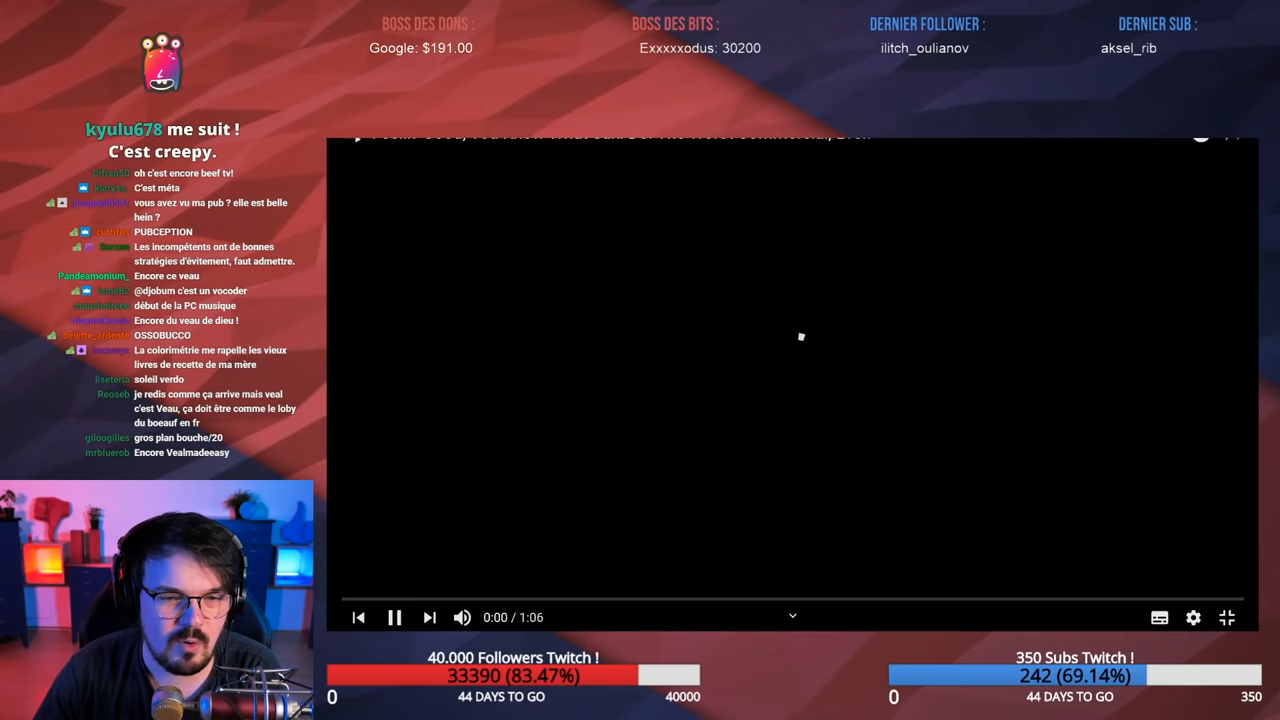 BOSS DES DONS :
Google: $191.00
BOSS DES BITS :
Exxxxxodus: 30200
DERNIER FOLLOWER :
ilitch_oulianov
DERNIER SUB :
aksel_rib
kyulu678 me suit !
C'est creepy.
oh c'est encore beef tv!
C'est méta
vous avez vu ma pub ? elle est belle
hein ?
curtitus PUBCEPTION
Les incompétents ont de bonnes
stratégies d'évitement, faut admettre.
Pandeamonium_ Encore ce veau
@djobum c'est un vocoder
début de la PC musique
Encore du veau de dieu !
belette_ardente OSSOBUCCO
La colorimétrie me rapelle les vieux
livres de recette de ma mère
liseteria soleil verdo
Reoseb je redis comme ça arrive mais veal
c'est Veau, ça doit être comme le loby
du boeauf en fr
gilougilles gros plan bouche/20
mrbluerob Encore Vealmadeeasy
0:00 / 1:06
40.000 Followers Twitch !
33390 (83.47%)
0 44 DAYS TO GO 40000
350 Subs Twitch !
242 (69.14%)
0 44 DAYS TO GO 350